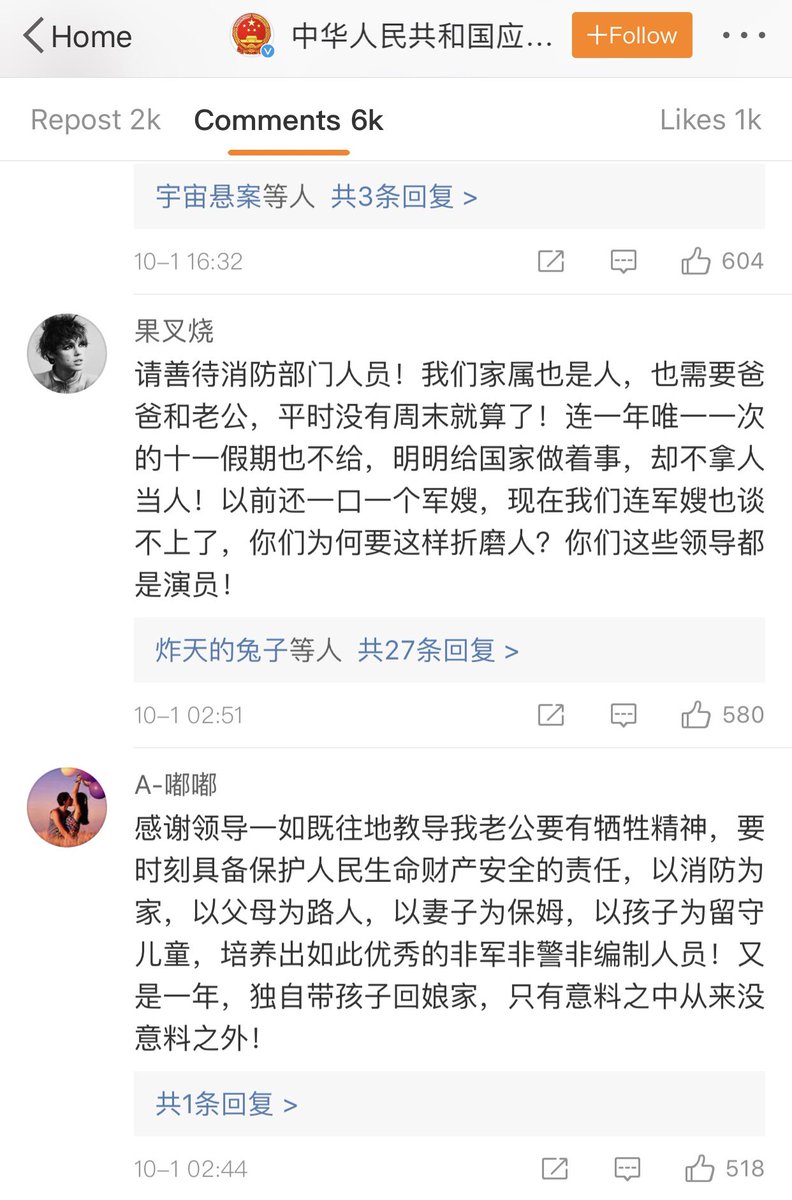 Home
中华人民共和国应...
+Follow
Repost 2k
Comments 6k
Likes 1k
宇宙悬案等人 共3条回复 >
10-1 16:32
604
果叉烧
请善待消防部门人员！我们家属也是人，也需要爸
爸和老公，平时没有周末就算了！连一年唯一一次
的十一假期也不给，明明给国家做着事，却不拿人
当人！以前还一口一个军嫂，现在我们连军嫂也谈
不上了，你们为何要这样折磨人？你们这些领导都
是演员！
炸天的兔子等人 共27条回复 >
10-1 02:51
580
A-嘟嘟
感谢领导一如既往地教导我老公要有牺牲精神，要
时刻具备保护人民生命财产安全的责任，以消防为
家，以父母为路人，以妻子为保姆，以孩子为留守
儿童，培养出如此优秀的非军非警非编制人员！又
是一年，独自带孩子回娘家，只有意料之中从来没
意料之外！
共1条回复 >
10-1 02:44
518